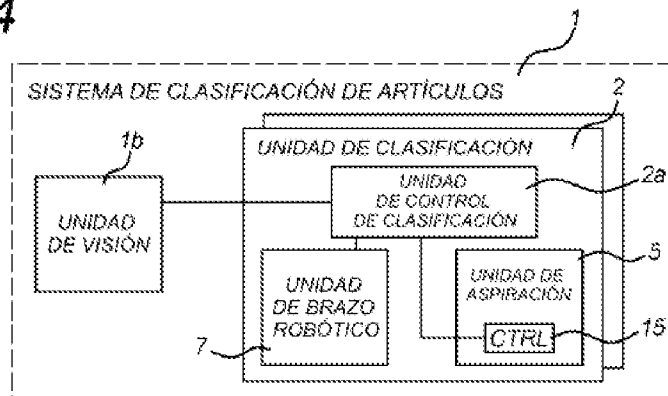 4
1
SISTEMA DE CLASIFICACIÓN DE ARTÍCULOS
2
1b
UNIDAD DE CLASIFICACIÓN
2a
UNIDAD
DE CONTROL
DE CLASIFICACIÓN
UNIDAD
DE VISIÓN
5
UNIDAD
DE BRAZO
ROBÓTICO
UNIDAD DE
ASPIRACIÓN
7
CTRL
15